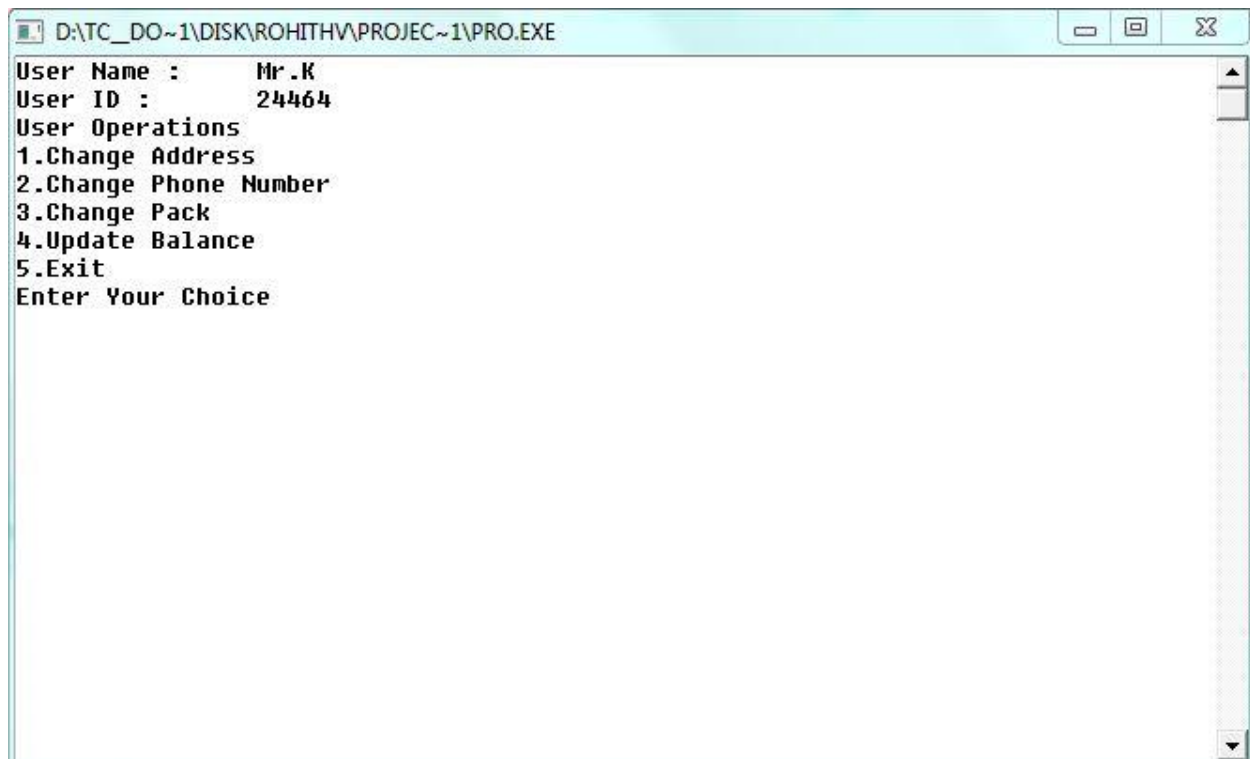 D:\TC__DO~1\DISK\ROHITHV\PROJEC~1\PRO.EXE
User Name :      Mr.K
User ID :        24464
User Operations
1.Change Address
2.Change Phone Number
3.Change Pack
4.Update Balance
5.Exit
Enter Your Choice